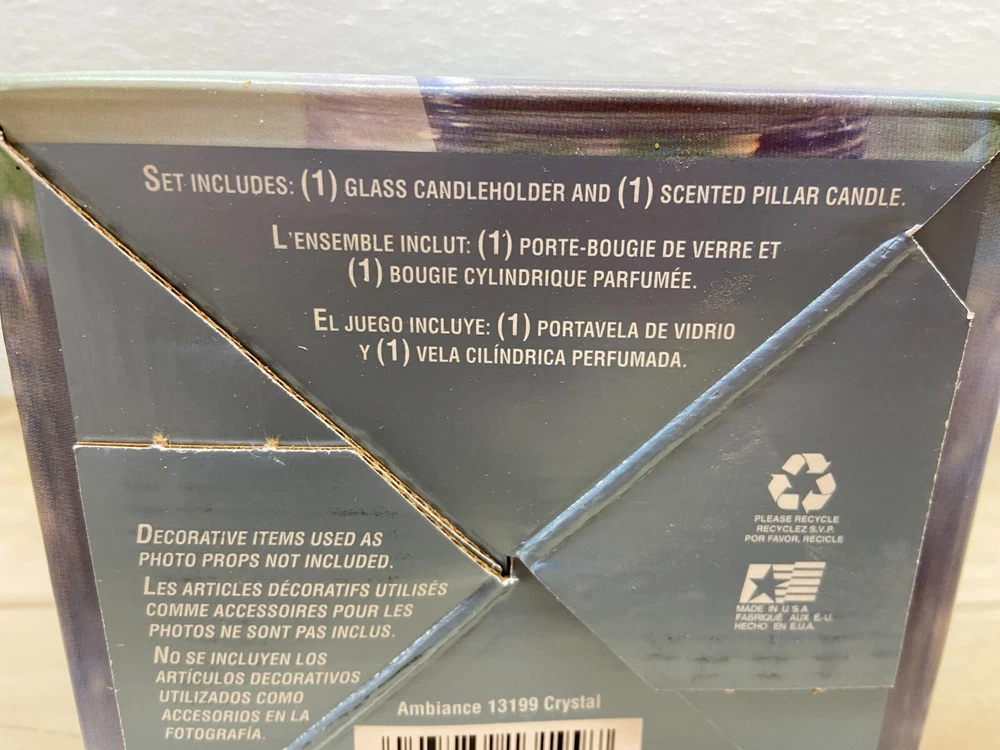 SET INCLUDES: (1) GLASS CANDLEHOLDER AND (1) SCENTED PILLAR CANDLE.
L'ENSEMBLE INCLUT: (1) PORTE-BOUGIE DE VERRE ET
(1) BOUGIE CYLINDRIQUE PARFUMÉE.
EL JUEGO INCLUYE: (1) PORTAVELA DE VIDRIO
Y (1) VELA CILÍNDRICA PERFUMADA.
DECORATIVE ITEMS USED AS
PHOTO PROPS NOT INCLUDED.
LES ARTICLES DÉCORATIFS UTILISÉS
COMME ACCESSOIRES POUR LES
PHOTOS NE SONT PAS INCLUS.
NO SE INCLUYEN LOS
ARTÍCULOS DECORATIVOS
UTILIZADOS COMO
ACCESORIOS EN LA
FOTOGRAFÍA.
PLEASE RECYCLE
RECYCLEZ S.V.P.
POR FAVOR, RECICLE
MADE IN U S A
FABRIQUÉ AUX É.-U.
HECHO EN E.U.A.
Ambiance 13199 Crystal